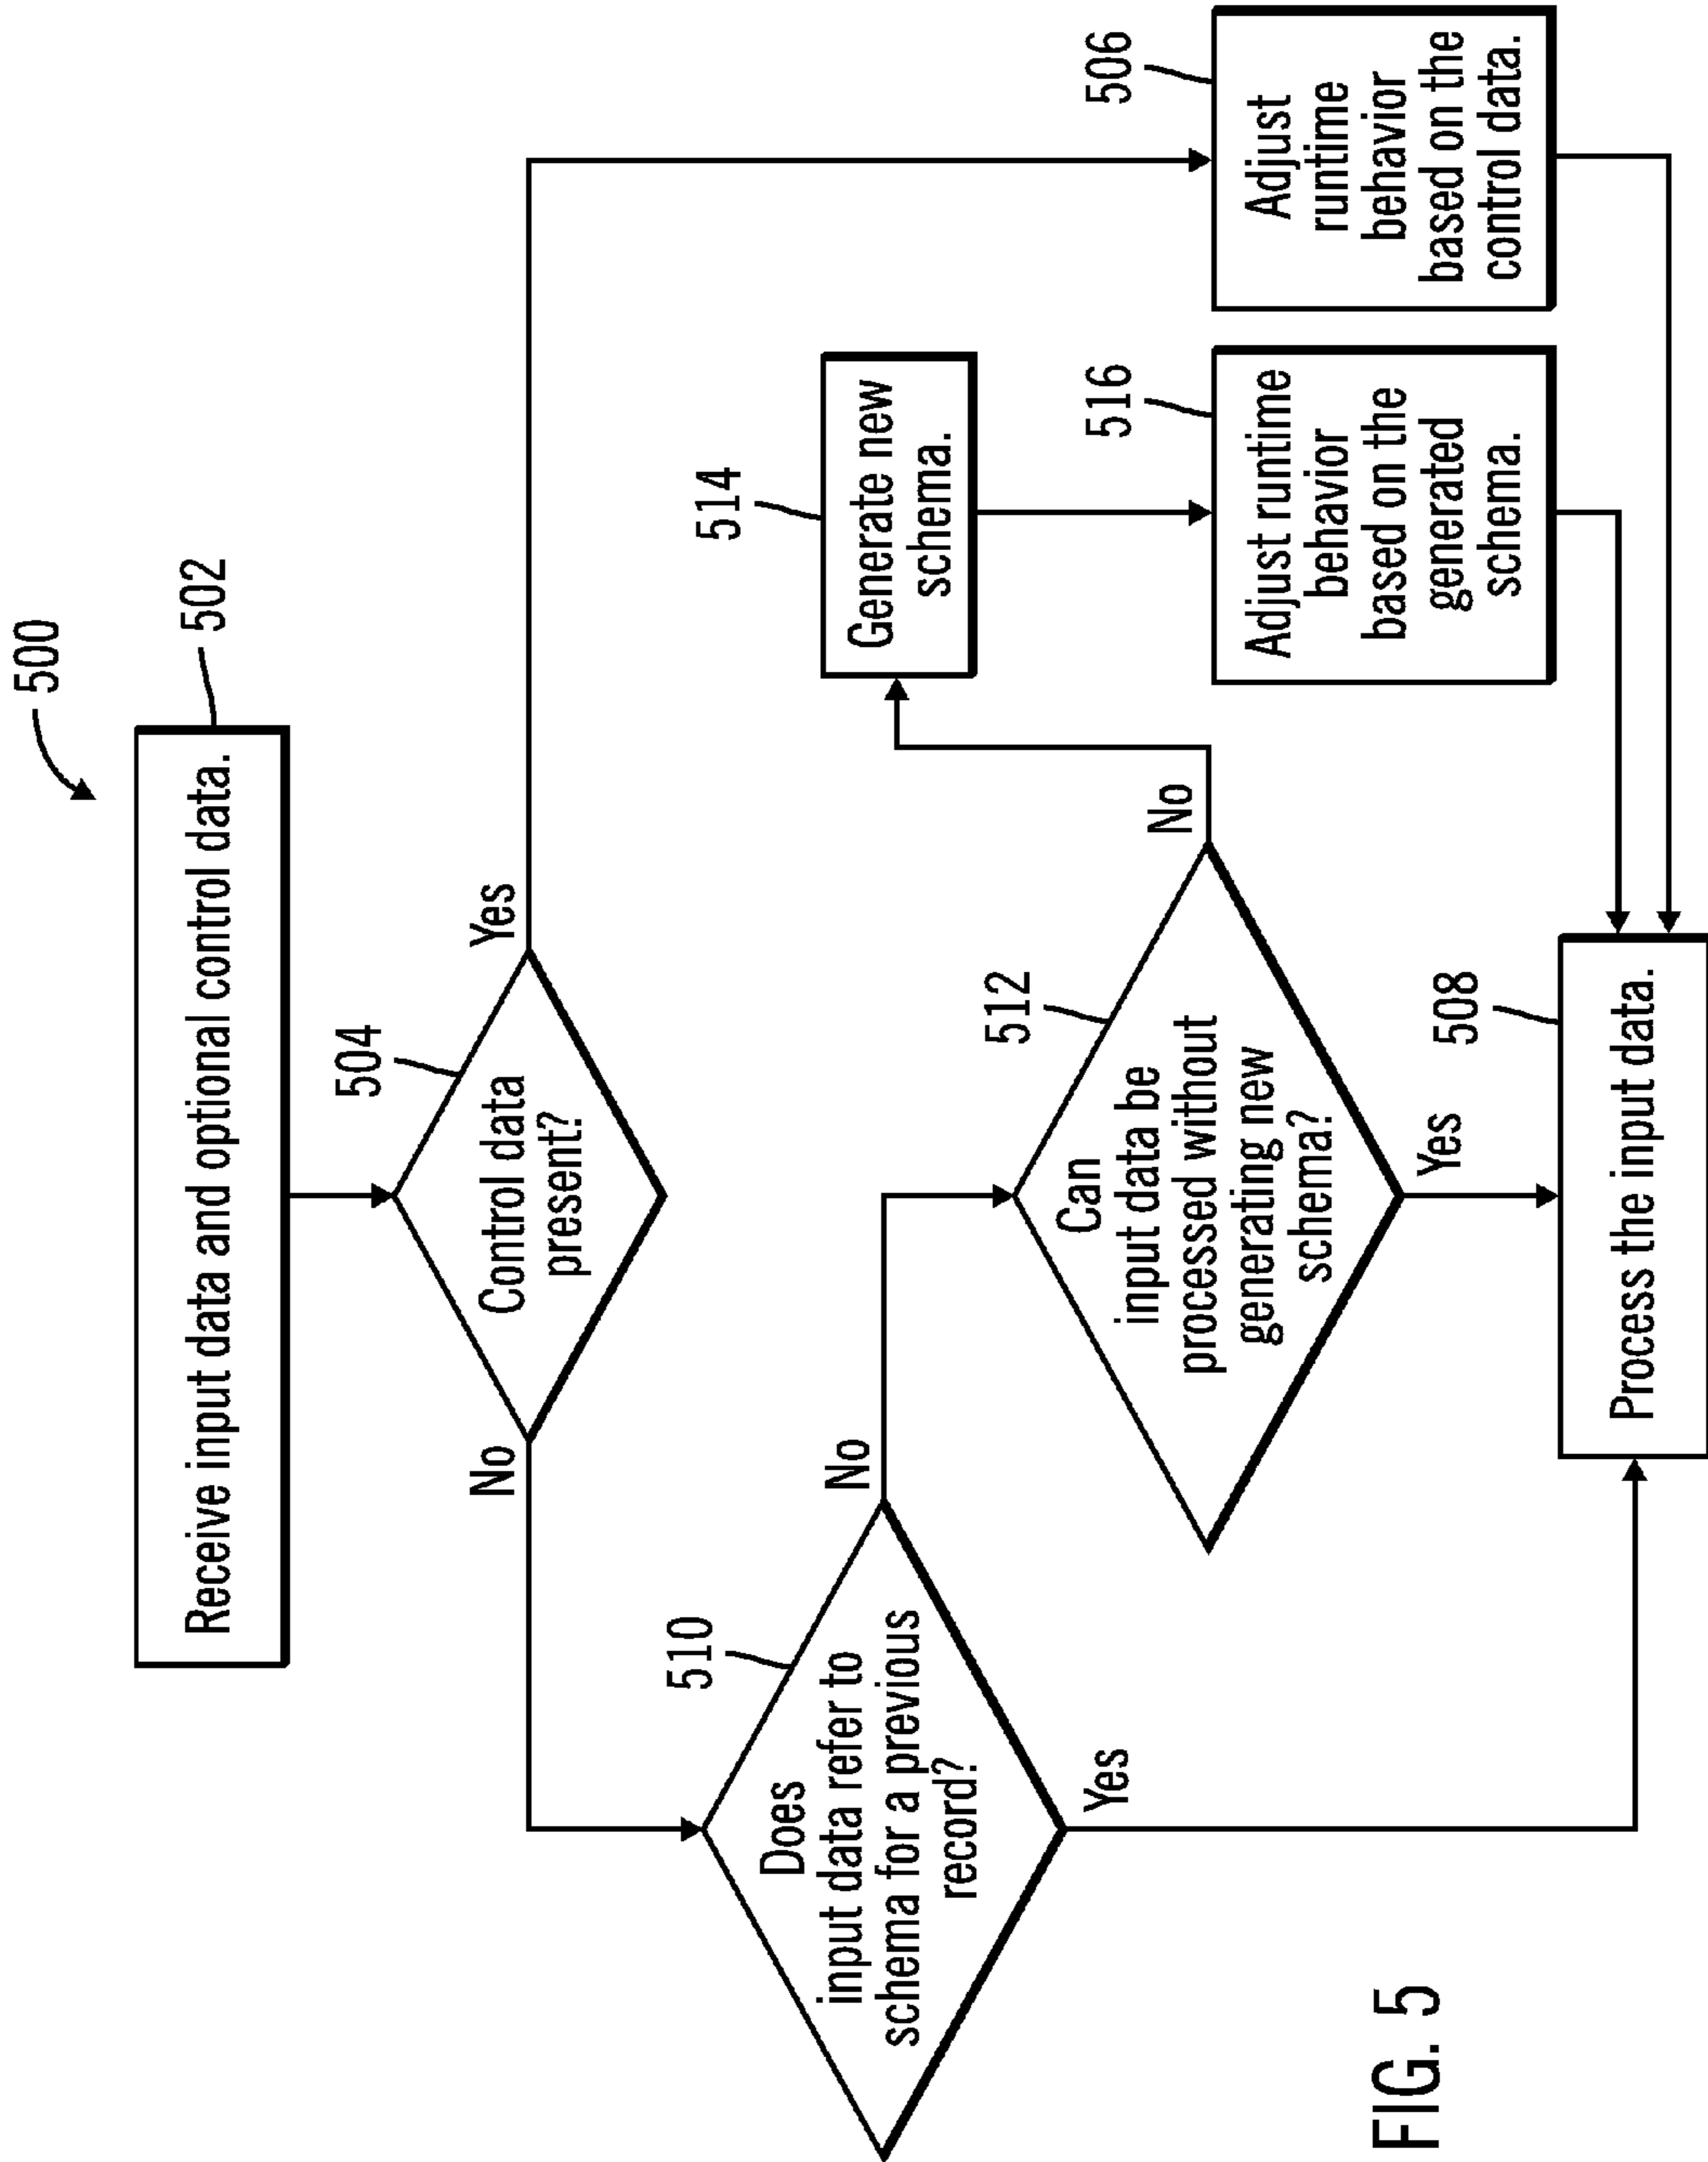 500
502
Receive input data and optional control data.
504
Control data
present?
No
Yes
510
Does
input data refer to
schema for a previous
record?
No
Yes
512
Can
input data be
processed without
generating new
schema?
No
Yes
514
Generate new
schema.
516
Adjust runtime
behavior
based on the
generated
schema.
506
Adjust
runtime
behavior
based on the
control data.
508
Process the input data.
FIG. 5